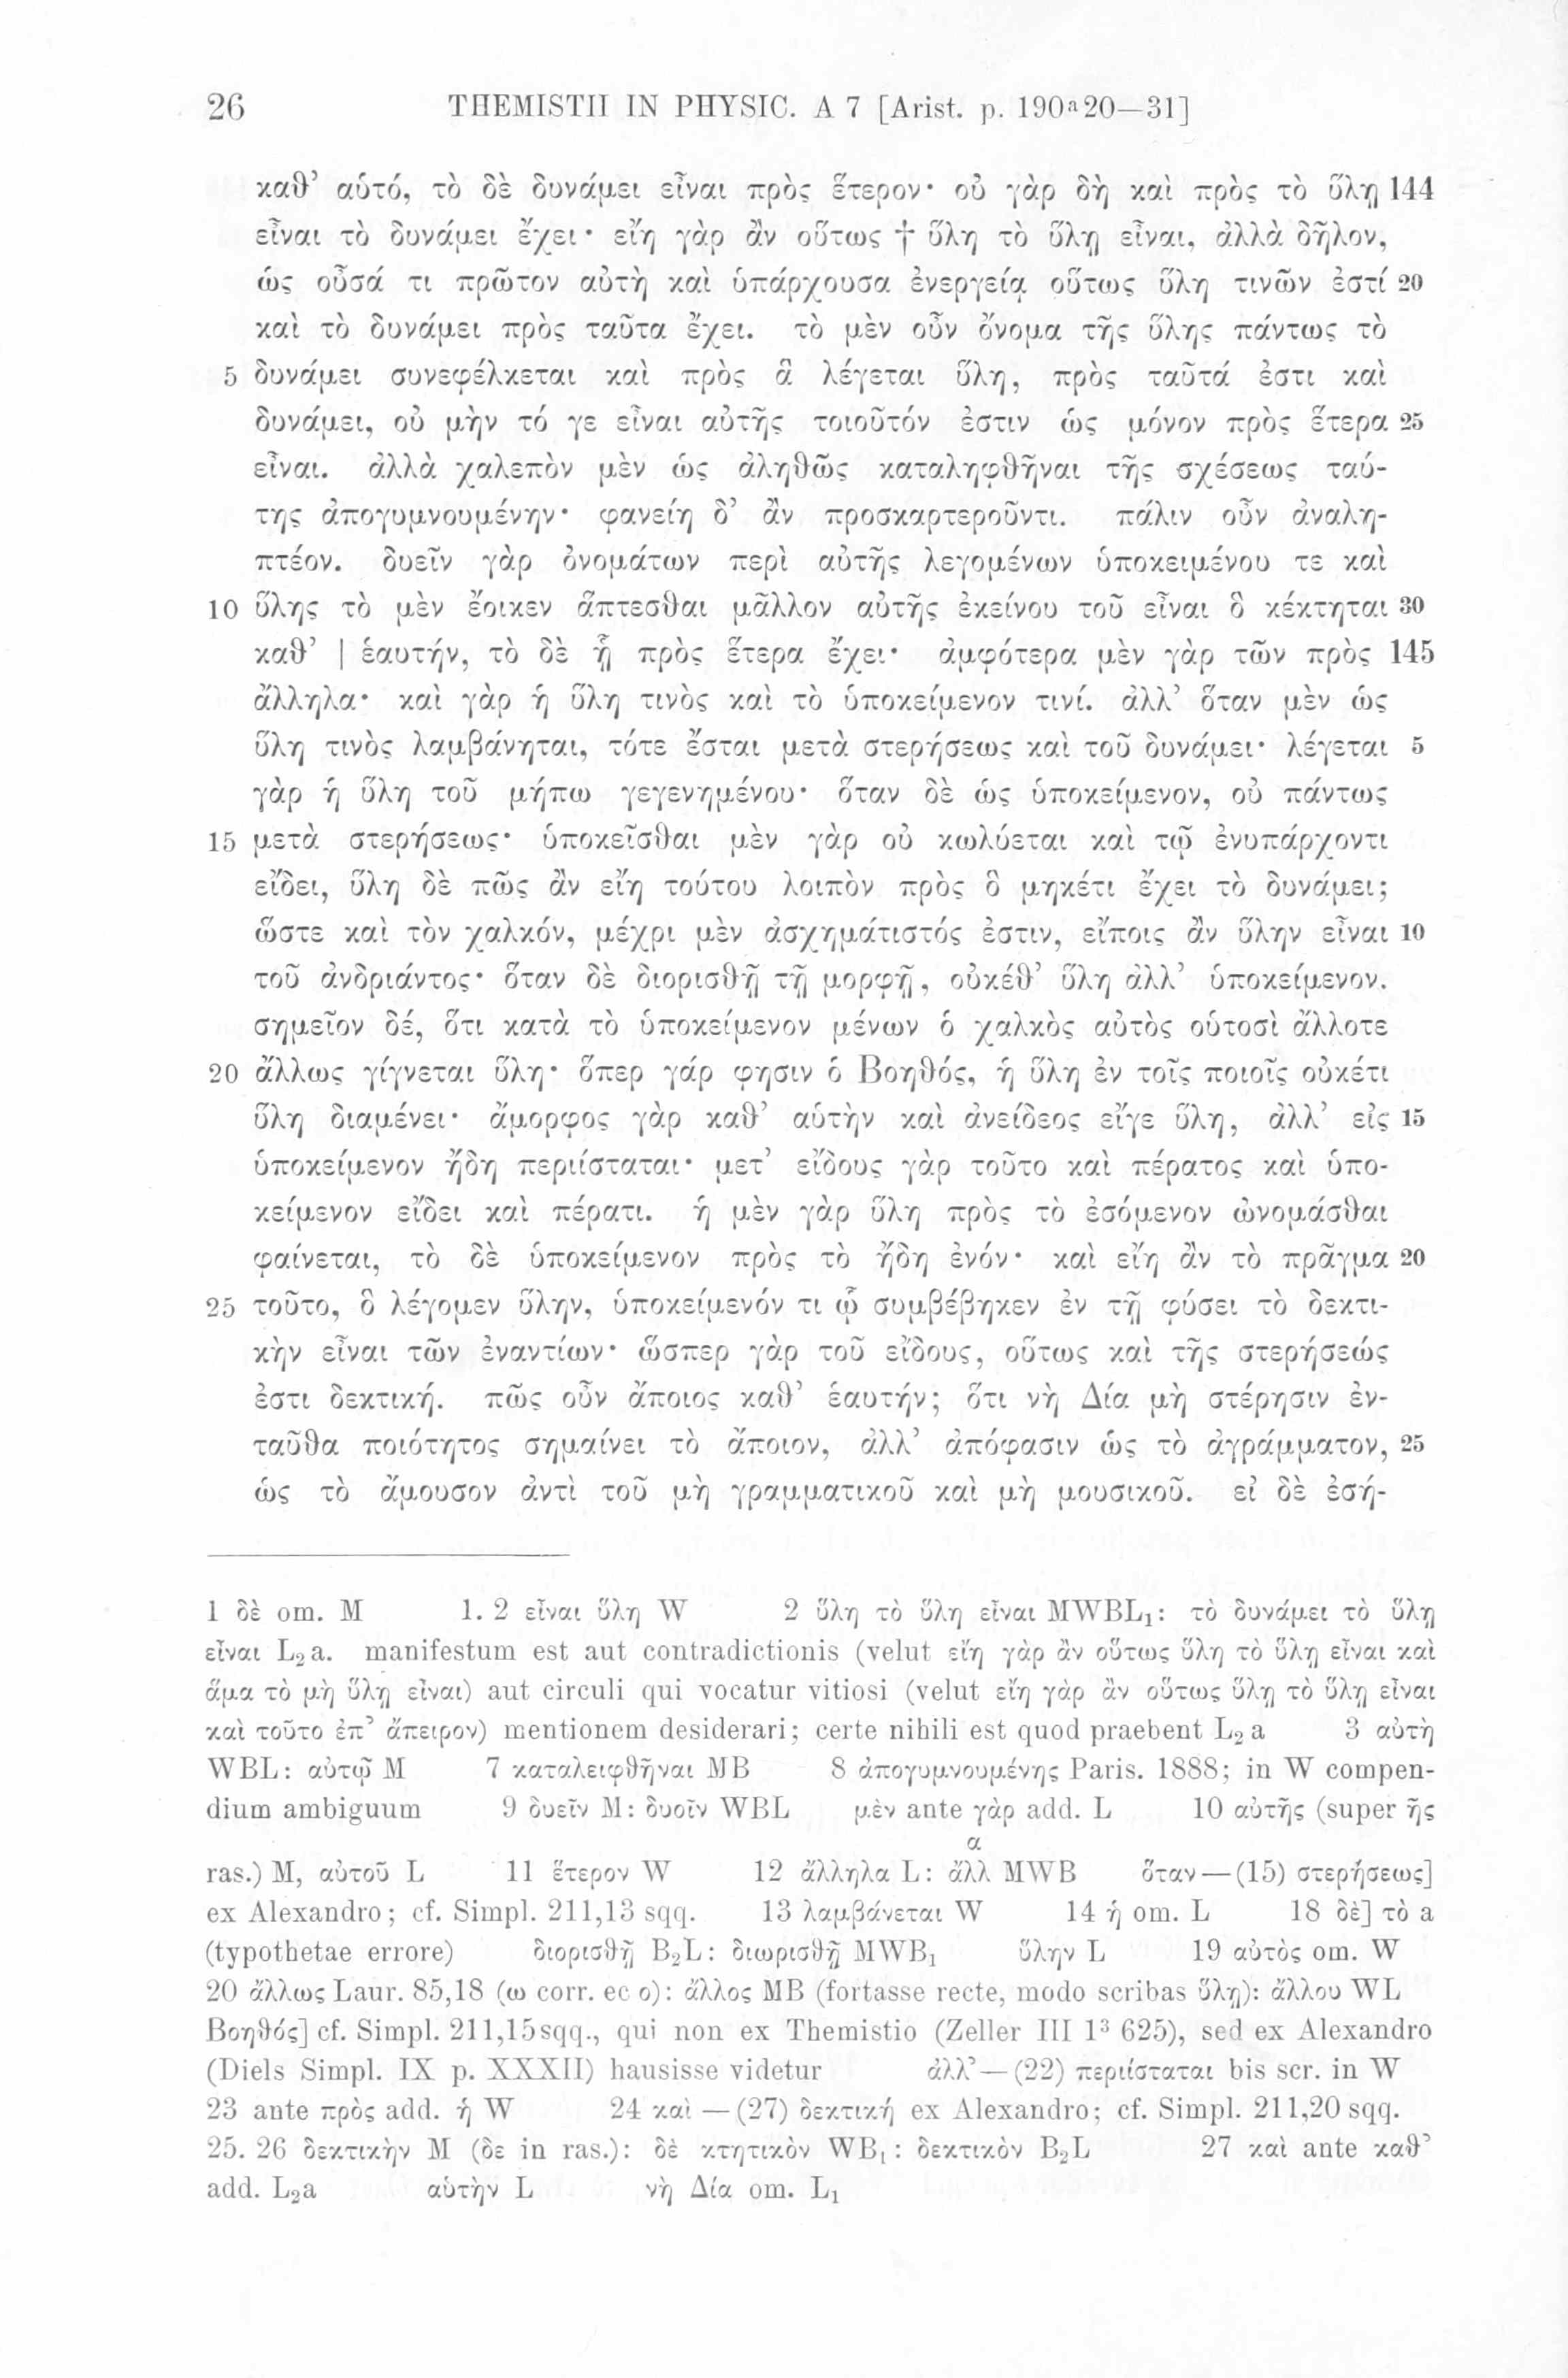 26 THEMISTII IN PHYSIC. A 7 [Arist. p. 190ᵃ20—31]
καθ’ αὑτό, τὸ δὲ δυνάμει εἶναι πρὸς ἕτερον· οὐ γὰρ δὴ καὶ πρὸς τὸ ὕλῃ 144
εἶναι τὸ δυνάμει ἔχει· εἴη γὰρ ἂν οὕτως † ὕλη τὸ ὕλῃ εἶναι, ἀλλὰ δῆλον,
ὡς οὖσά τι πρῶτον αὐτὴ καὶ ὑπάρχουσα ἐνεργείᾳ οὕτως ὕλη τινῶν ἐστί 20
καὶ τὸ δυνάμει πρὸς ταῦτα ἔχει. τὸ μὲν οὖν ὄνομα τῆς ὕλης πάντως τὸ
5 δυνάμει συνεφέλκεται καὶ πρὸς ἃ λέγεται ὕλη, πρὸς ταῦτά ἐστι καὶ
δυνάμει, οὐ μὴν τό γε εἶναι αὐτῆς τοιοῦτόν ἐστιν ὡς μόνον πρὸς ἕτερα 25
εἶναι. ἀλλὰ χαλεπὸν μὲν ὡς ἀληθῶς καταληφθῆναι τῆς σχέσεως ταύ-
της ἀπογυμνουμένην· φανείη δ’ ἂν προσκαρτεροῦντι. πάλιν οὖν ἀναλη-
πτέον. δυεῖν γὰρ ὀνομάτων περὶ αὐτῆς λεγομένων ὑποκειμένου τε καὶ
10 ὕλης τὸ μὲν ἔοικεν ἅπτεσθαι μᾶλλον αὐτῆς ἐκείνου τοῦ εἶναι ὃ κέκτηται 30
καθ’ | ἑαυτήν, τὸ δὲ ᾗ πρὸς ἕτερα ἔχει· ἀμφότερα μὲν γὰρ τῶν πρὸς 145
ἄλληλα· καὶ γὰρ ἡ ὕλη τινὸς καὶ τὸ ὑποκείμενον τινί. ἀλλ’ ὅταν μὲν ὡς
ὕλη τινὸς λαμβάνηται, τότε ἔσται μετὰ στερήσεως καὶ τοῦ δυνάμει· λέγεται 5
γὰρ ἡ ὕλη τοῦ μήπω γεγενημένου· ὅταν δὲ ὡς ὑποκείμενον, οὐ πάντως
15 μετὰ στερήσεως· ὑποκεῖσθαι μὲν γὰρ οὐ κωλύεται καὶ τῷ ἐνυπάρχοντι
εἴδει, ὕλη δὲ πῶς ἂν εἴη τούτου λοιπὸν πρὸς ὃ μηκέτι ἔχει τὸ δυνάμει;
ὥστε καὶ τὸν χαλκόν, μέχρι μὲν ἀσχημάτιστός ἐστιν, εἴποις ἂν ὕλην εἶναι 10
τοῦ ἀνδριάντος· ὅταν δὲ διορισθῇ τῇ μορφῇ, οὐκέθ’ ὕλη ἀλλ’ ὑποκείμενον.
σημεῖον δέ, ὅτι κατὰ τὸ ὑποκείμενον μένων ὁ χαλκὸς αὐτὸς οὑτοσὶ ἄλλοτε
20 ἄλλως γίγνεται ὕλη· ὅπερ γάρ φησιν ὁ Βοηθός, ἡ ὕλη ἐν τοῖς ποιοῖς οὐκέτι
ὕλη διαμένει· ἄμορφος γὰρ καθ’ αὑτὴν καὶ ἀνείδεος εἴγε ὕλη, ἀλλ’ εἰς 15
ὑποκείμενον ἤδη περιίσταται· μετ’ εἴδους γὰρ τοῦτο καὶ πέρατος καὶ ὑπο-
κείμενον εἴδει καὶ πέρατι. ἡ μὲν γὰρ ὕλη πρὸς τὸ ἐσόμενον ὠνομάσθαι
φαίνεται, τὸ δὲ ὑποκείμενον πρὸς τὸ ἤδη ἐνόν· καὶ εἴη ἂν τὸ πρᾶγμα 20
25 τοῦτο, ὃ λέγομεν ὕλην, ὑποκείμενόν τι ᾧ συμβέβηκεν ἐν τῇ φύσει τὸ δεκτι-
κὴν εἶναι τῶν ἐναντίων· ὥσπερ γὰρ τοῦ εἴδους, οὕτως καὶ τῆς στερήσεώς
ἐστι δεκτική. πῶς οὖν ἄποιος καθ’ ἑαυτήν; ὅτι νὴ Δία μὴ στέρησιν ἐν-
ταῦθα ποιότητος σημαίνει τὸ ἄποιον, ἀλλ’ ἀπόφασιν ὡς τὸ ἀγράμματον, 25
ὡς τὸ ἄμουσον ἀντὶ τοῦ μὴ γραμματικοῦ καὶ μὴ μουσικοῦ. εἰ δὲ ἐσή-
1 δὲ om. M 1. 2 εἶναι ὕλη W 2 ὕλη τὸ ὕλῃ εἶναι MWBL₁: τὸ δυνάμει τὸ ὕλῃ
εἶναι L₂a. manifestum est aut contradictionis (velut εἴη γὰρ ἂν οὕτως ὕλη τὸ ὕλῃ εἶναι καὶ
ἅμα τὸ μὴ ὕλῃ εἶναι) aut circuli qui vocatur vitiosi (velut εἴη γὰρ ἂν οὕτως ὕλῃ τὸ ὕλῃ εἶναι
καὶ τοῦτο ἐπ’ ἄπειρον) mentionem desiderari; certe nihili est quod praebent L₂a 3 αὐτὴ
WBL: αὐτῷ M 7 καταλειφθῆναι MB 8 ἀπογυμνουμένης Paris. 1888; in W compen-
dium ambiguum 9 δυεῖν M: δυοῖν WBL μὲν ante γὰρ add. L 10 αὐτῆς (super ῆς
ras.) M, αὐτοῦ L 11 ἕτερον W 12 ἄλληλα L: ἄλλᵅ MWB ὅταν—(15) στερήσεως]
ex Alexandro; cf. Simpl. 211,13 sqq. 13 λαμβάνεται W 14 ἡ om. L 18 δὲ] τὸ a
(typothetae errore) διορισθῇ B₂L: διωρισθῇ MWB₁ ὕλην L 19 αὐτὸς om. W
20 ἄλλως Laur. 85,18 (ω corr. ec o): ἄλλος MB (fortasse recte, modo scribas ὕλῃ): ἄλλου WL
Βοηθός] cf. Simpl. 211,15sqq., qui non ex Themistio (Zeller III 1³ 625), sed ex Alexandro
(Diels Simpl. IX p. XXXII) hausisse videtur ἀλλ’—(22) περιίσταται bis scr. in W
23 ante πρὸς add. ἡ W 24 καὶ—(27) δεκτική ex Alexandro; cf. Simpl. 211,20 sqq.
25. 26 δεκτικὴν M (δε in ras.): δὲ κτητικὸν WB₁: δεκτικὸν B₂L 27 καὶ ante καθ’
add. L₂a αὑτὴν L νὴ Δία om. L₁